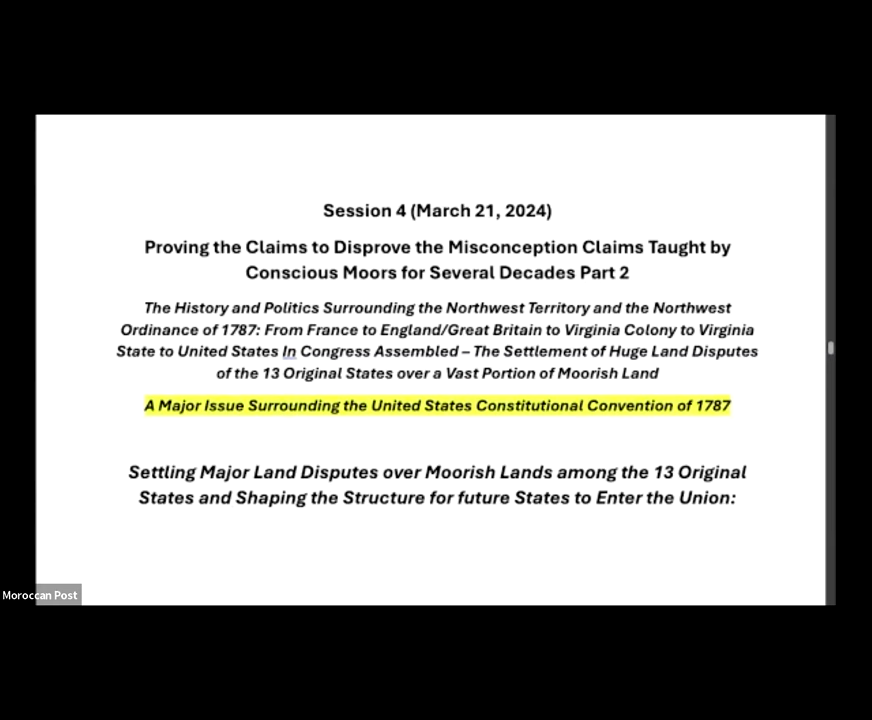 Session 4 (March 21, 2024)
Proving the Claims to Disprove the Misconception Claims Taught by
Conscious Moors for Several Decades Part 2
The History and Politics Surrounding the Northwest Territory and the Northwest
Ordinance of 1787: From France to England/Great Britain to Virginia Colony to Virginia
State to United States In Congress Assembled – The Settlement of Huge Land Disputes
of the 13 Original States over a Vast Portion of Moorish Land
A Major Issue Surrounding the United States Constitutional Convention of 1787
Settling Major Land Disputes over Moorish Lands among the 13 Original
States and Shaping the Structure for future States to Enter the Union:
Moroccan Post